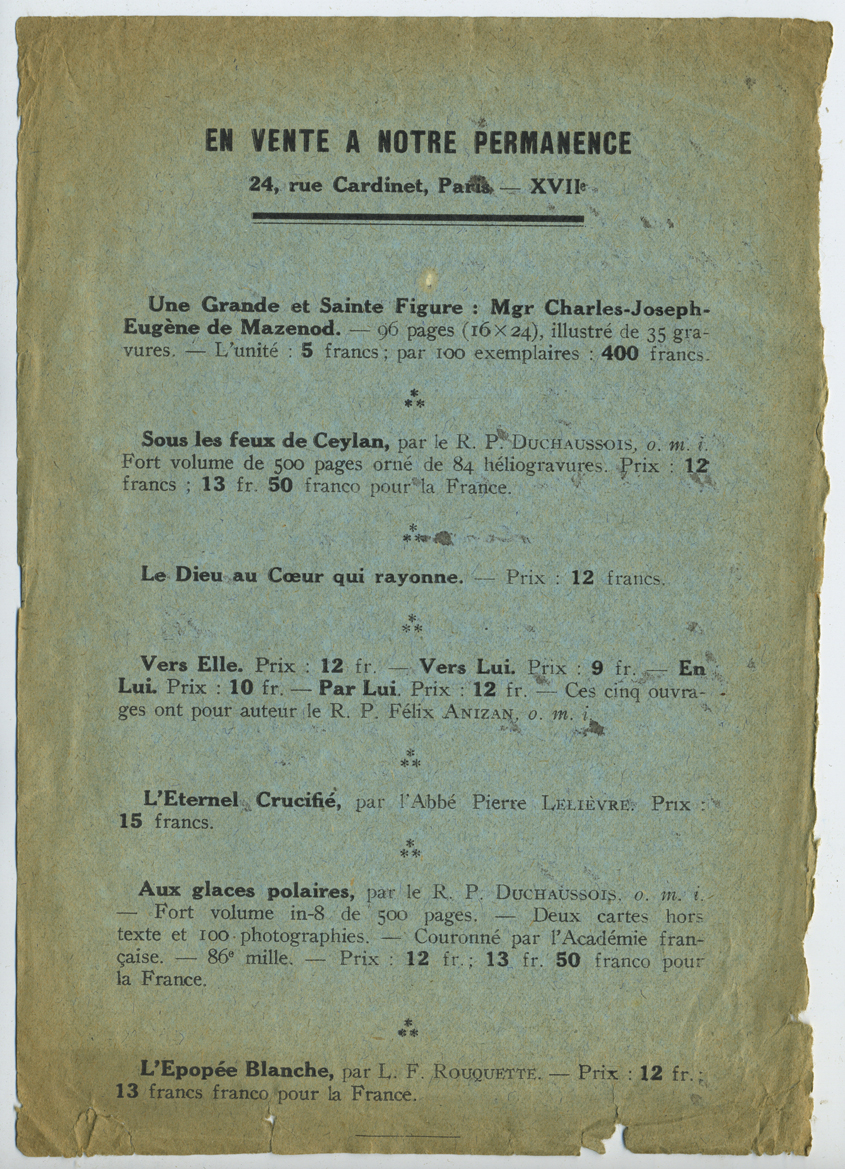 EN VENTE A NOTRE PERMANENCE
24, rue Cardinet, Paris, — XVIIe
Une Grande et Sainte Figure : Mgr Charles-Joseph-
Eugène de Mazenod. — 96 pages (16×24), illustré de 35 gra-
vures. — L'unité : 5 francs ; par 100 exemplaires : 400 francs.
*
**
Sous les feux de Ceylan, par le R. P. DUCHAUSSOIS, o. m. i.
Fort volume de 500 pages orné de 84 héliogravures. Prix : 12
francs ; 13 fr. 50 franco pour la France.
*
**
Le Dieu au Cœur qui rayonne. — Prix : 12 francs.
*
**
Vers Elle. Prix : 12 fr. — Vers Lui. Prix : 9 fr. — En
Lui. Prix : 10 fr. — Par Lui. Prix : 12 fr. — Ces cinq ouvra-
ges ont pour auteur le R. P. Félix ANIZAN, o. m. i.
*
**
L'Eternel Crucifié, par l'Abbé Pierre LELIÈVRE. Prix :
15 francs.
*
**
Aux glaces polaires, par le R. P. DUCHAUSSOIS, o. m. i.
— Fort volume in-8 de 500 pages. — Deux cartes hors
texte et 100 photographies. — Couronné par l'Académie fran-
çaise. — 86e mille. — Prix : 12 fr. ; 13 fr. 50 franco pour
la France.
*
**
L'Epopée Blanche, par L. F. ROUQUETTE. — Prix : 12 fr. ;
13 francs franco pour la France.